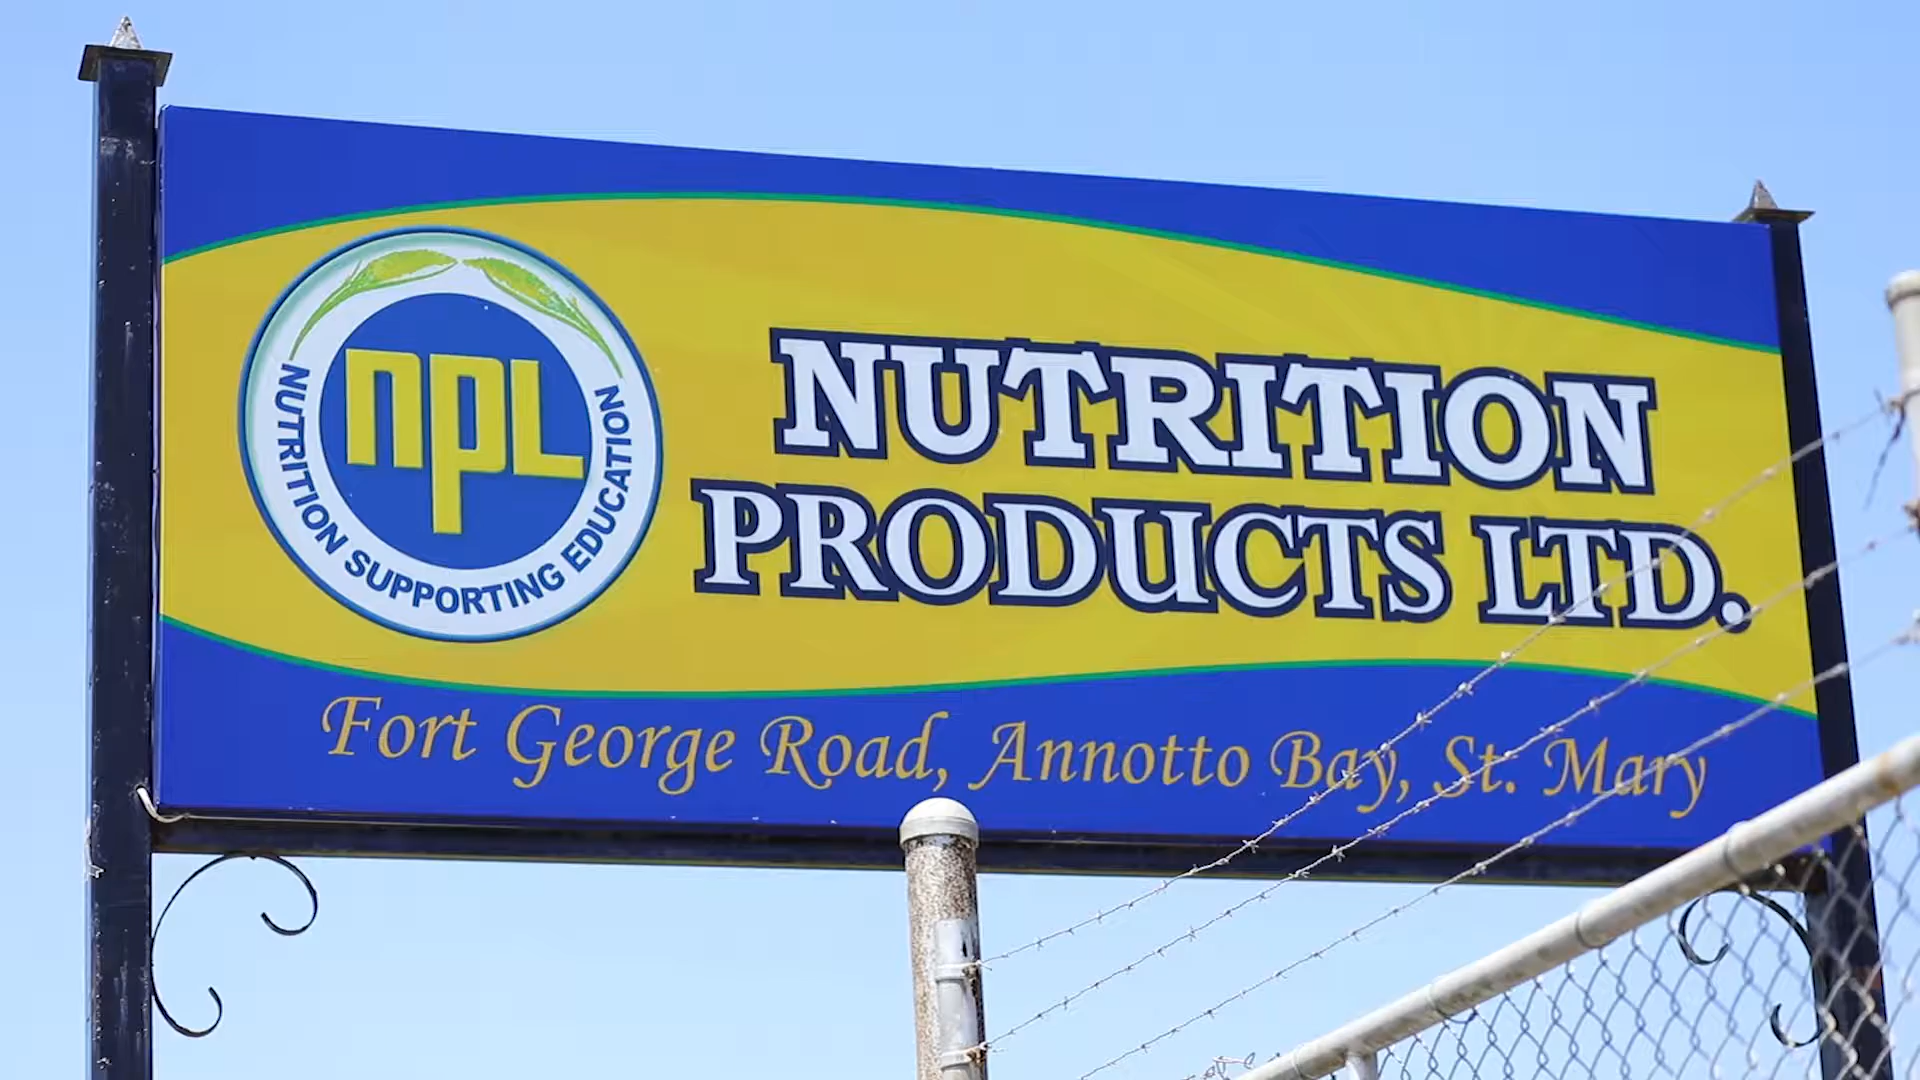 npl
NUTRITION SUPPORTING EDUCATION
NUTRITION
PRODUCTS LTD.
Fort George Road, Annotto Bay, St. Mary